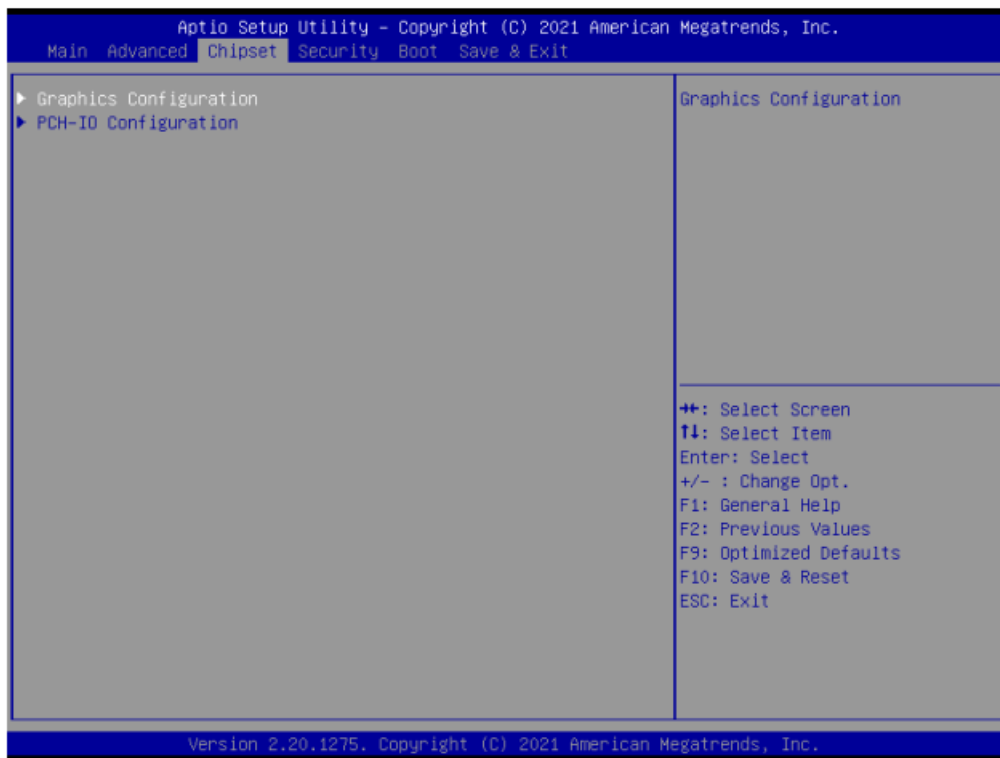 Aptio Setup Utility – Copyright (C) 2021 American Megatrends, Inc.
Main Advanced Chipset Security Boot Save & Exit
▶ Graphics Configuration
▶ PCH-IO Configuration
Graphics Configuration
→←: Select Screen
↑↓: Select Item
Enter: Select
+/- : Change Opt.
F1: General Help
F2: Previous Values
F9: Optimized Defaults
F10: Save & Reset
ESC: Exit
Version 2.20.1275. Copyright (C) 2021 American Megatrends, Inc.